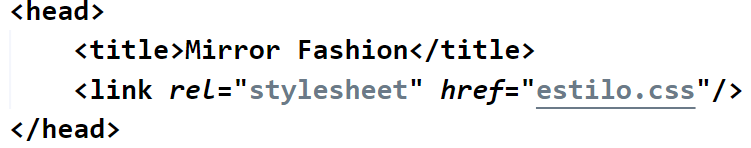 <head>
<title>Mirror Fashion</title>
<link rel="stylesheet" href="estilo.css"/>
</head>